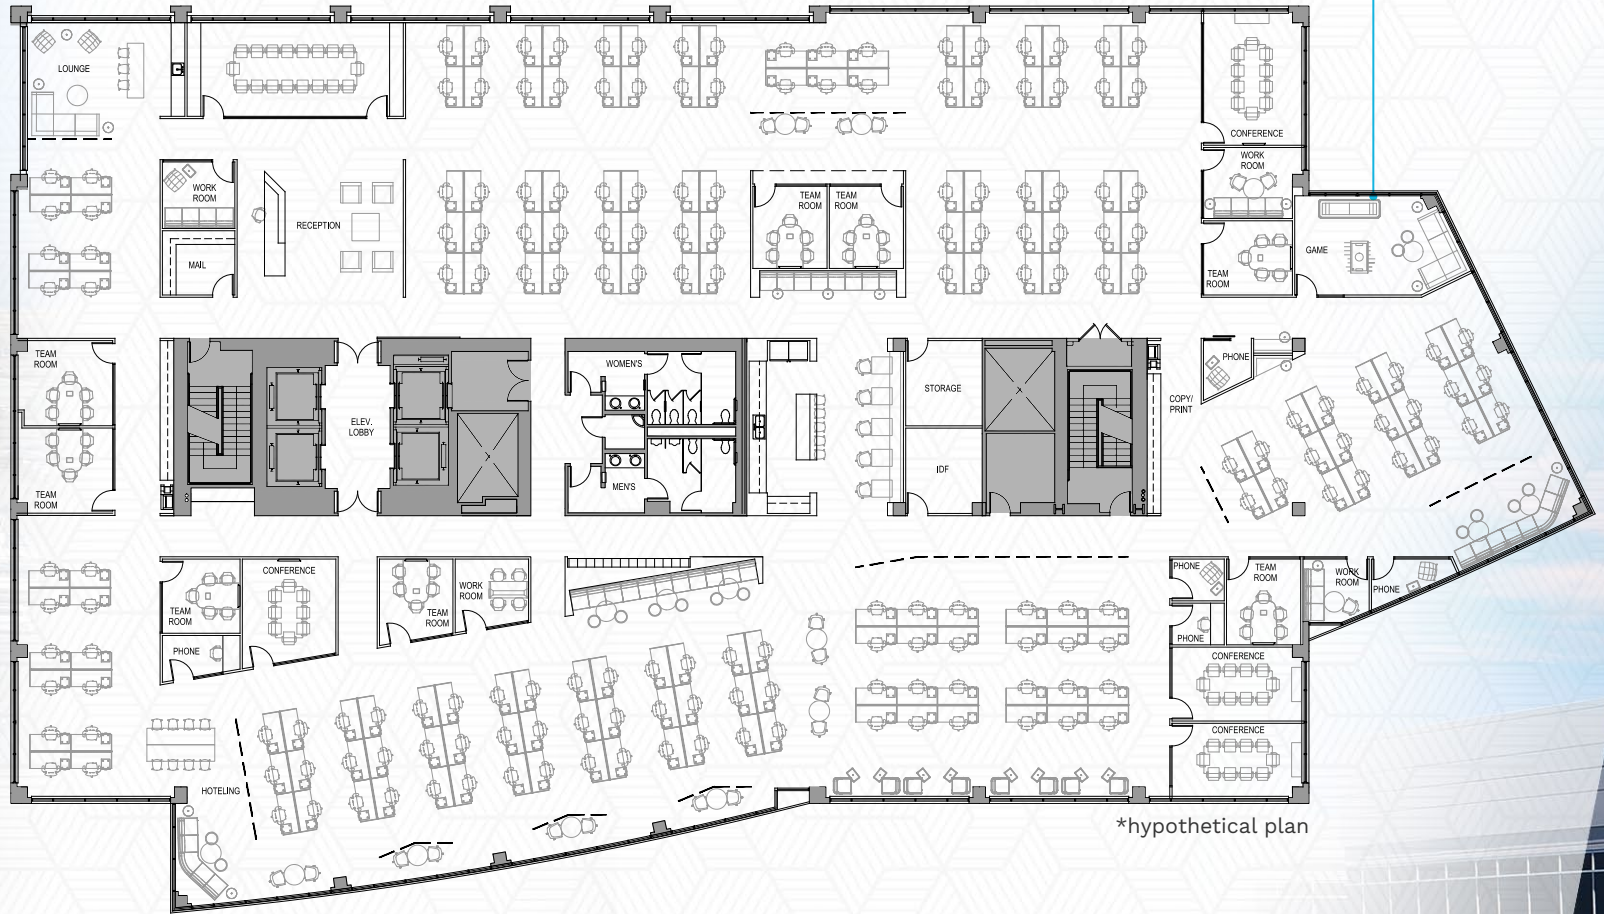 LOUNGE
CONFERENCE
WORK
ROOM
WORK
ROOM
TEAM
ROOM
TEAM
ROOM
RECEPTION
MAIL
GAME
TEAM
ROOM
TEAM
ROOM
WOMEN'S
PHONE
STORAGE
COPY/
PRINT
ELEV.
LOBBY
IDF
MEN'S
TEAM
ROOM
CONFERENCE
TEAM
ROOM
WORK
ROOM
TEAM
ROOM
PHONE
TEAM
ROOM
WORK
ROOM
PHONE
PHONE
PHONE
CONFERENCE
CONFERENCE
HOTELING
*hypothetical plan